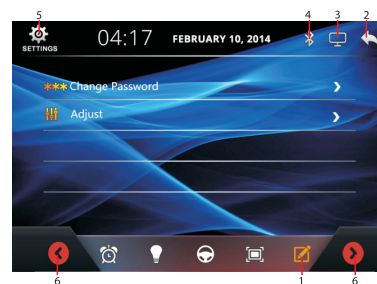 5 4 3 2
SETTINGS 04:17 FEBRUARY 10, 2014
*** Change Password
Adjust
6 1 6